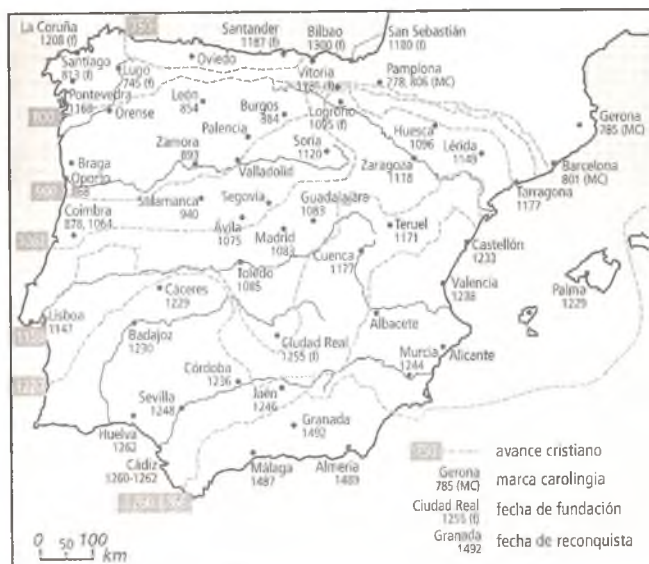 La Coruña
1208 (f)
Santiago
813 (f)
Lugo
745 (f)
Oviedo
Santander
1187 (f)
Bilbao
1300 (f)
San Sebastián
1180 (f)
Vitoria
Pamplona
778, 806 (MC)
Pontevedra
1168
Orense
León
854
Burgos
884
Logroño
1095 (f)
Huesca
1096
Gerona
785 (MC)
Palencia
Soria
1120
Lérida
1149
Zamora
893
Valladolid
Zaragoza
1118
Barcelona
801 (MC)
Braga
Oporto
868
900
Tarragona
1177
Salamanca
940
Segovia
Guadalajara
1083
Coimbra
878, 1064
Ávila
1075
Madrid
1083
Teruel
1171
Cuenca
1177
Castellón
1233
Toledo
1085
Cáceres
1229
Valencia
1238
Palma
1229
Lisboa
1147
Badajoz
1230
Ciudad Real
1255 (f)
Albacete
Murcia
1244
Alicante
Córdoba
1236
Jaén
1246
Sevilla
1248
Granada
1492
Huelva
1262
Cádiz
1260-1262
Málaga
1487
Almería
1489
avance cristiano
Gerona
785 (MC)
marca carolingia
Ciudad Real
1255 (f)
fecha de fundación
Granada
1492
fecha de reconquista
0 50 100
km